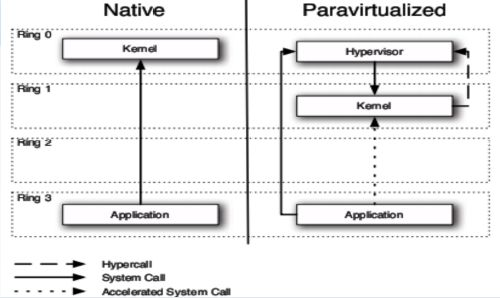 Native Paravirtualized
Ring 0
Kernel
Hypervisor
Ring 1
Kernel
Ring 2
Ring 3
Application
Application
Hypercall
System Call
Accelerated System Call